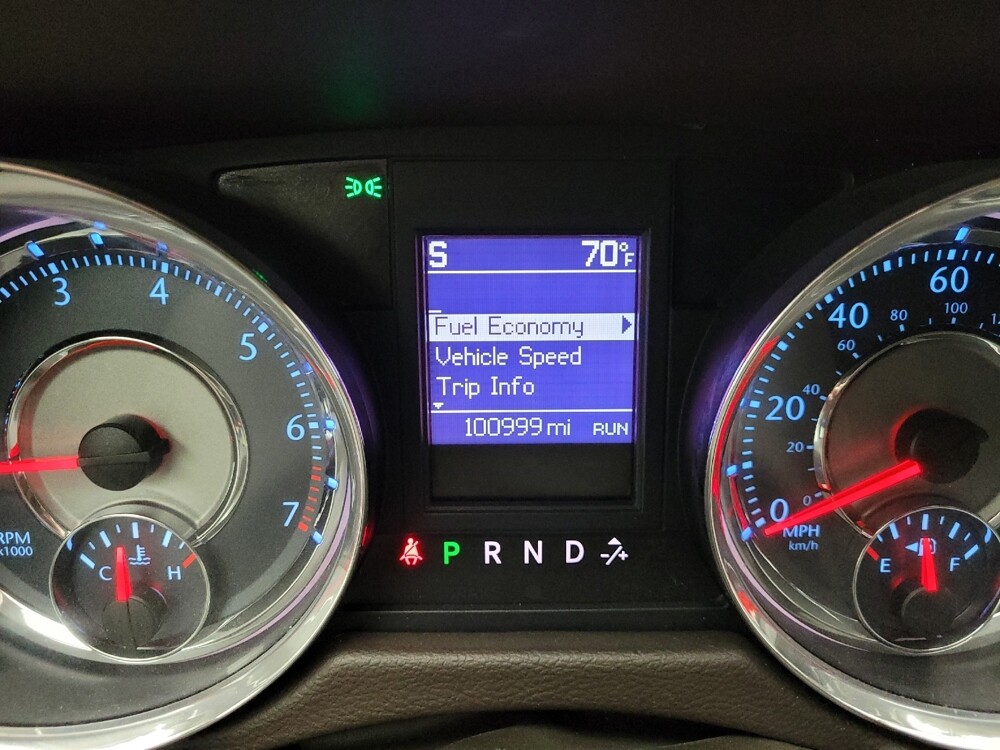 S 70°F
Fuel Economy
Vehicle Speed
Trip Info
100999 mi RUN
P R N D -/+
3
4
5
6
7
RPM
x1000
C H
60
40
20
0
100
80
60
40
20
0
MPH
km/h
E F